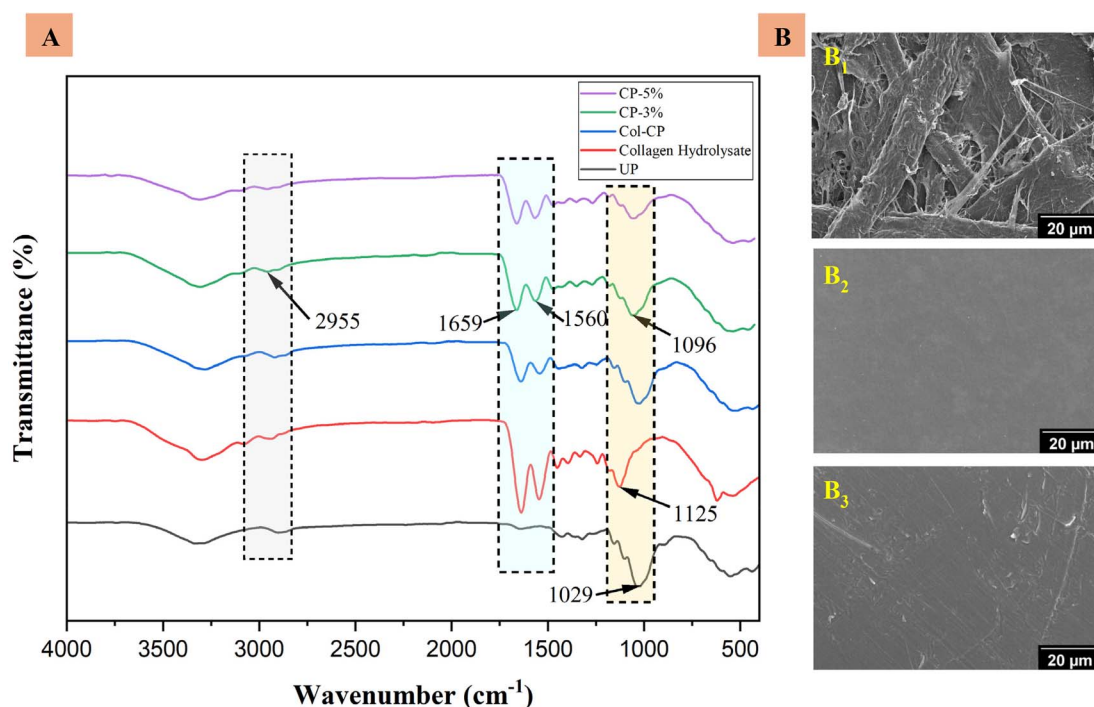 A
B
CP-5%
CP-3%
Col-CP
Collagen Hydrolysate
UP
2955
1659
1560
1096
1125
1029
Transmittance (%)
4000 3500 3000 2500 2000 1500 1000 500
Wavenumber (cm⁻¹)
B₁
20 µm
B₂
20 µm
B₃
20 µm